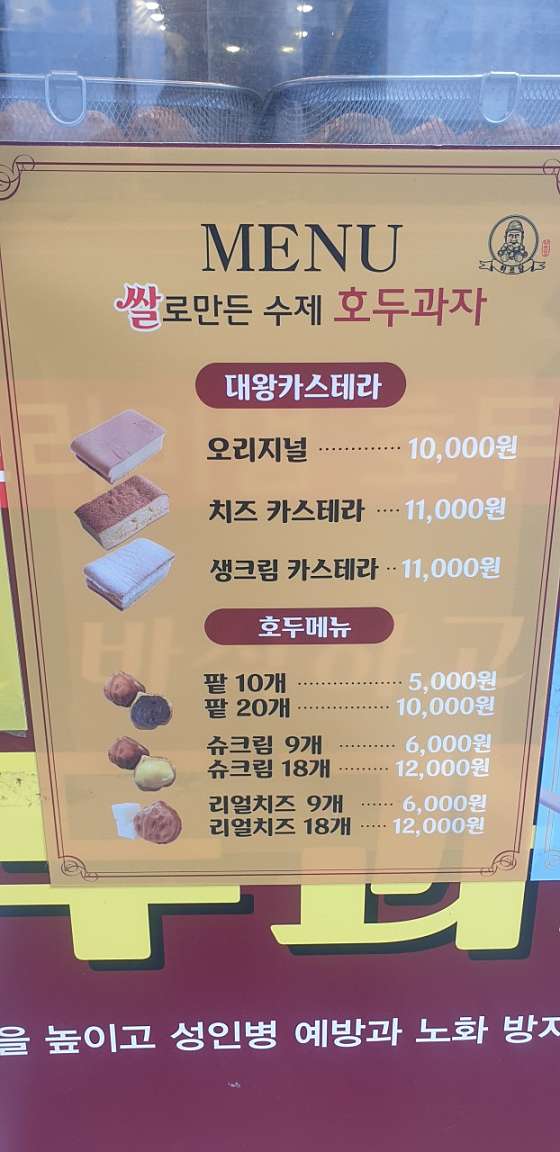 MENU
쌀로만든 수제 호두과자
대왕카스테라
오리지널 ············· 10,000원
치즈 카스테라 ···· 11,000원
생크림 카스테라 ·· 11,000원
호두메뉴
팥 10개 ·················· 5,000원
팥 20개 ················ 10,000원
슈크림 9개 ·········· 6,000원
슈크림 18개 ··········· 12,000원
리얼치즈 9개 ······ 6,000원
리얼치즈 18개 ····· 12,000원
을 높이고 성인병 예방과 노화 방지